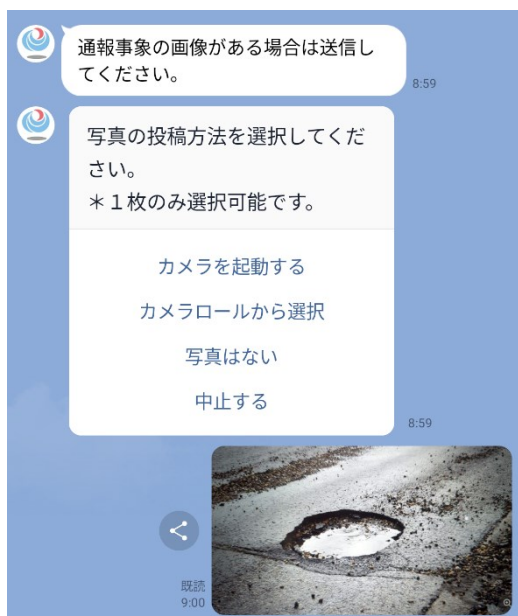 通報事象の画像がある場合は送信し
てください。
8:59
写真の投稿方法を選択してくだ
さい。
＊１枚のみ選択可能です。
カメラを起動する
カメラロールから選択
写真はない
中止する
8:59
既読
9:00